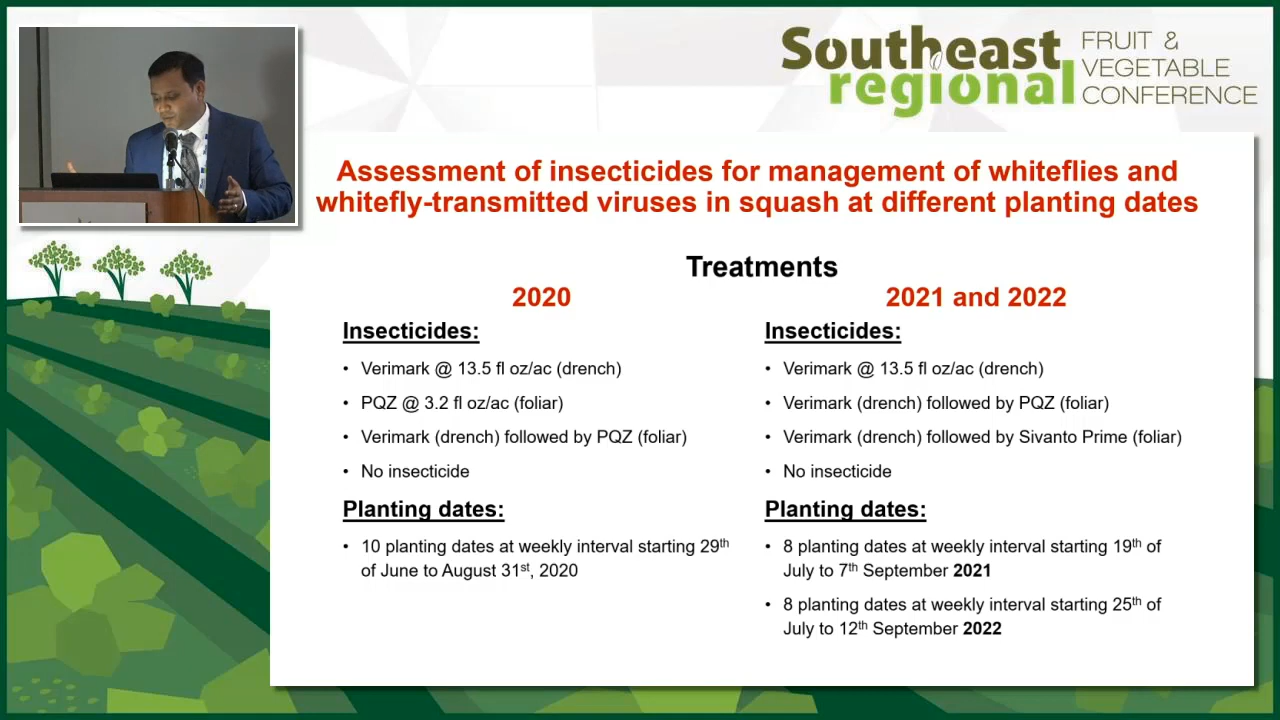 Southeast
regional
FRUIT &
VEGETABLE
CONFERENCE
Assessment of insecticides for management of whiteflies and
whitefly-transmitted viruses in squash at different planting dates
Treatments
2020
Insecticides:
• Verimark @ 13.5 fl oz/ac (drench)
• PQZ @ 3.2 fl oz/ac (foliar)
• Verimark (drench) followed by PQZ (foliar)
• No insecticide
Planting dates:
• 10 planting dates at weekly interval starting 29th
of June to August 31st, 2020
2021 and 2022
Insecticides:
• Verimark @ 13.5 fl oz/ac (drench)
• Verimark (drench) followed by PQZ (foliar)
• Verimark (drench) followed by Sivanto Prime (foliar)
• No insecticide
Planting dates:
• 8 planting dates at weekly interval starting 19th of
July to 7th September 2021
• 8 planting dates at weekly interval starting 25th of
July to 12th September 2022